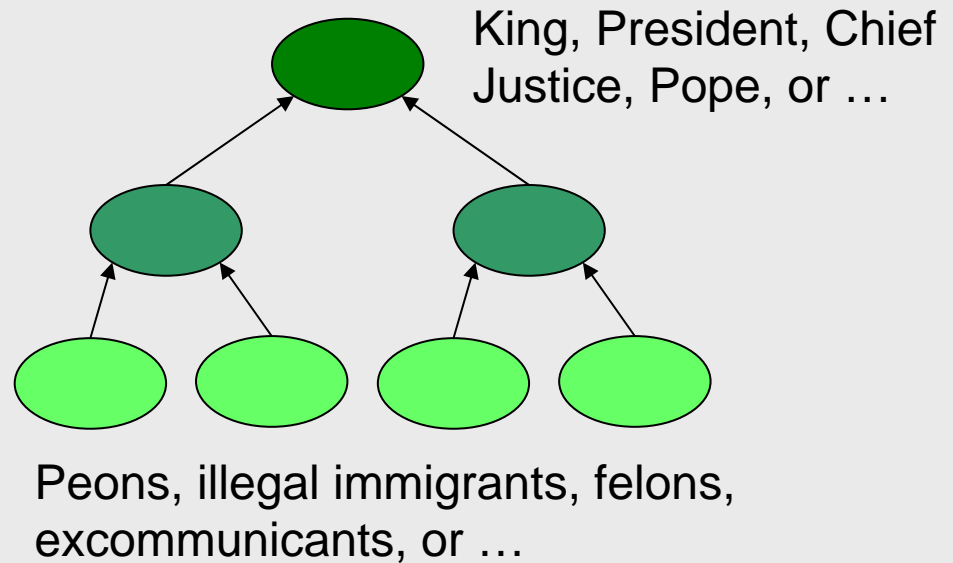 King, President, Chief
Justice, Pope, or …
Peons, illegal immigrants, felons,
excommunicants, or …